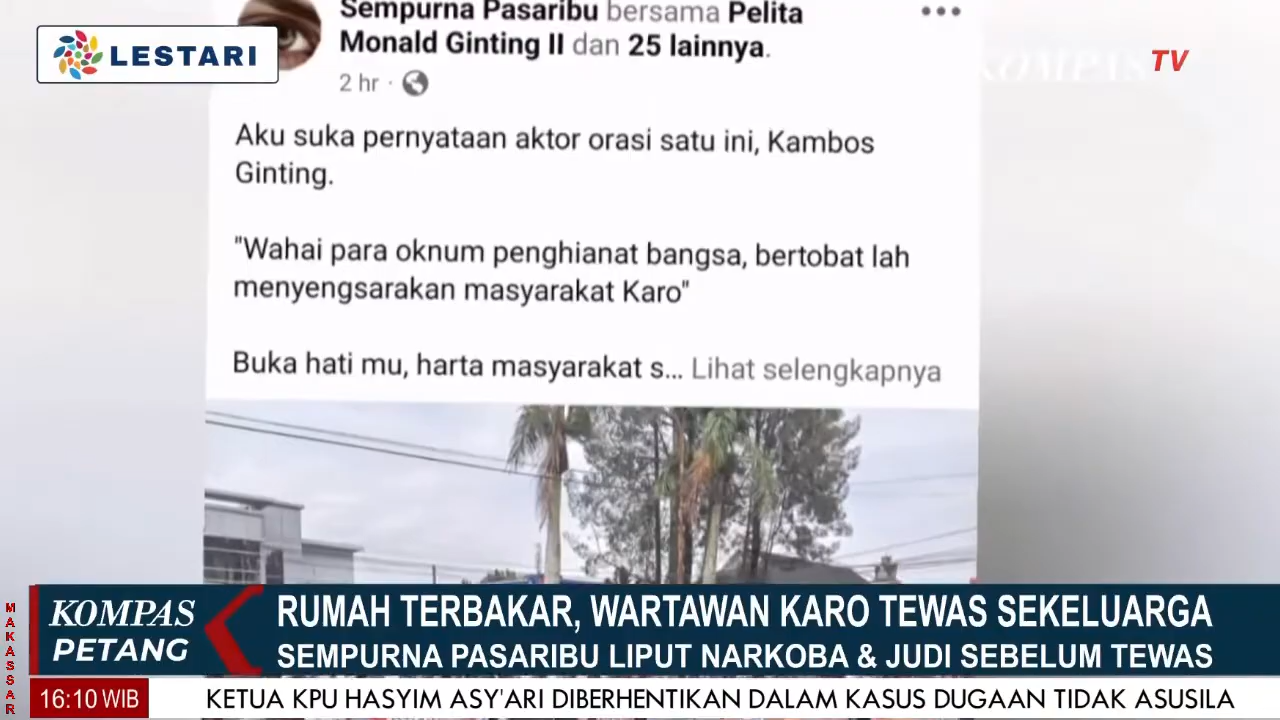 LESTARI
KOMPAS TV
Sempurna Pasaribu bersama Pelita
Monald Ginting II dan 25 lainnya.
2 hr ·
Aku suka pernyataan aktor orasi satu ini, Kambos
Ginting.
"Wahai para oknum penghianat bangsa, bertobat lah
menyengsarakan masyarakat Karo"
Buka hati mu, harta masyarakat s... Lihat selengkapnya
MAKASSAR
KOMPAS
PETANG
RUMAH TERBAKAR, WARTAWAN KARO TEWAS SEKELUARGA
SEMPURNA PASARIBU LIPUT NARKOBA & JUDI SEBELUM TEWAS
16:10 WIB
KETUA KPU HASYIM ASY'ARI DIBERHENTIKAN DALAM KASUS DUGAAN TIDAK ASUSILA